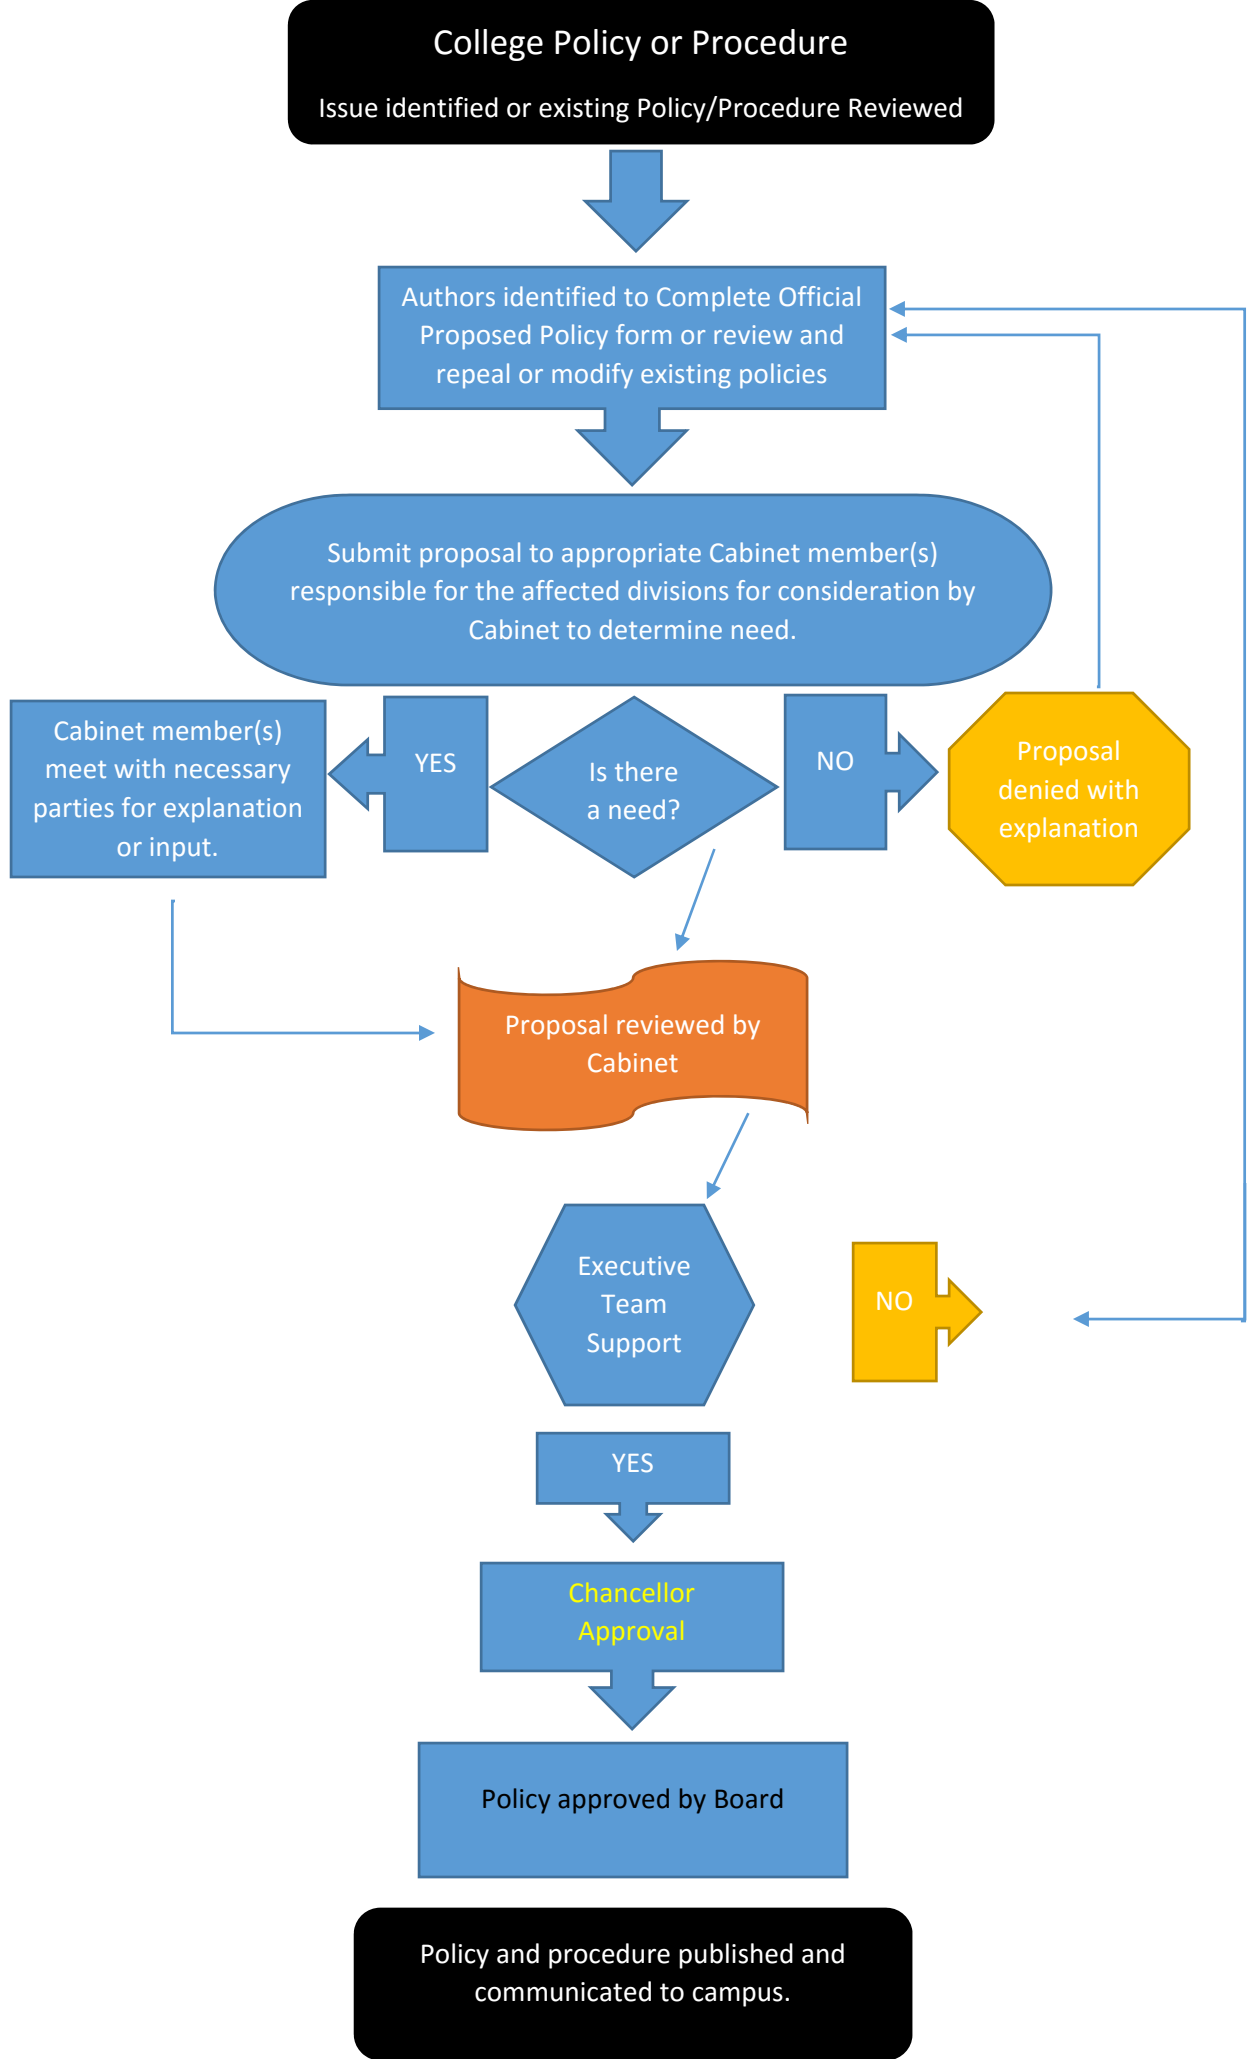 College Policy or Procedure
Issue identified or existing Policy/Procedure Reviewed
Authors identified to Complete Official
Proposed Policy form or review and
repeal or modify existing policies
Submit proposal to appropriate Cabinet member(s)
responsible for the affected divisions for consideration by
Cabinet to determine need.
Cabinet member(s)
meet with necessary
parties for explanation
or input.
YES
Is there
a need?
NO
Proposal
denied with
explanation
Proposal reviewed by
Cabinet
Executive
Team
Support
NO
YES
Chancellor
Approval
Policy approved by Board
Policy and procedure published and
communicated to campus.